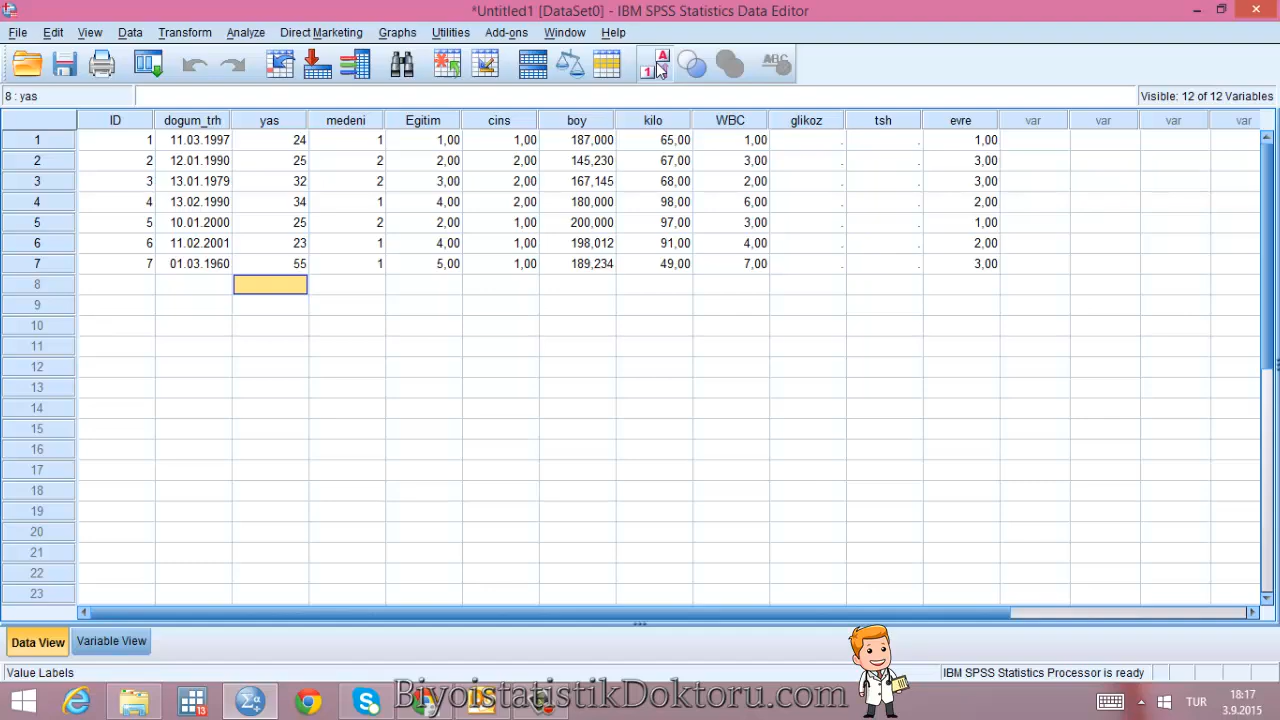 *Untitled1 [DataSet0] - IBM SPSS Statistics Data Editor
File Edit View Data Transform Analyze Direct Marketing Graphs Utilities Add-ons Window Help
8 : yas Visible: 12 of 12 Variables
ID dogum_trh yas medeni Egitim cins boy kilo WBC glikoz tsh evre var var var var
1 1 11.03.1997 24 1 1,00 1,00 187,000 65,00 1,00 . . 1,00
2 2 12.01.1990 25 2 2,00 2,00 145,230 67,00 3,00 . . 3,00
3 3 13.01.1979 32 2 3,00 2,00 167,145 68,00 2,00 . . 3,00
4 4 13.02.1990 34 1 4,00 2,00 180,000 98,00 6,00 . . 2,00
5 5 10.01.2000 25 2 2,00 1,00 200,000 97,00 3,00 . . 1,00
6 6 11.02.2001 23 1 4,00 1,00 198,012 91,00 4,00 . . 2,00
7 7 01.03.1960 55 1 5,00 1,00 189,234 49,00 7,00 . . 3,00
8
9
10
11
12
13
14
15
16
17
18
19
20
21
22
23
Data View Variable View
Value Labels IBM SPSS Statistics Processor is ready
BiyoistatistikDoktoru.com
TUR 18:17
3.9.2015